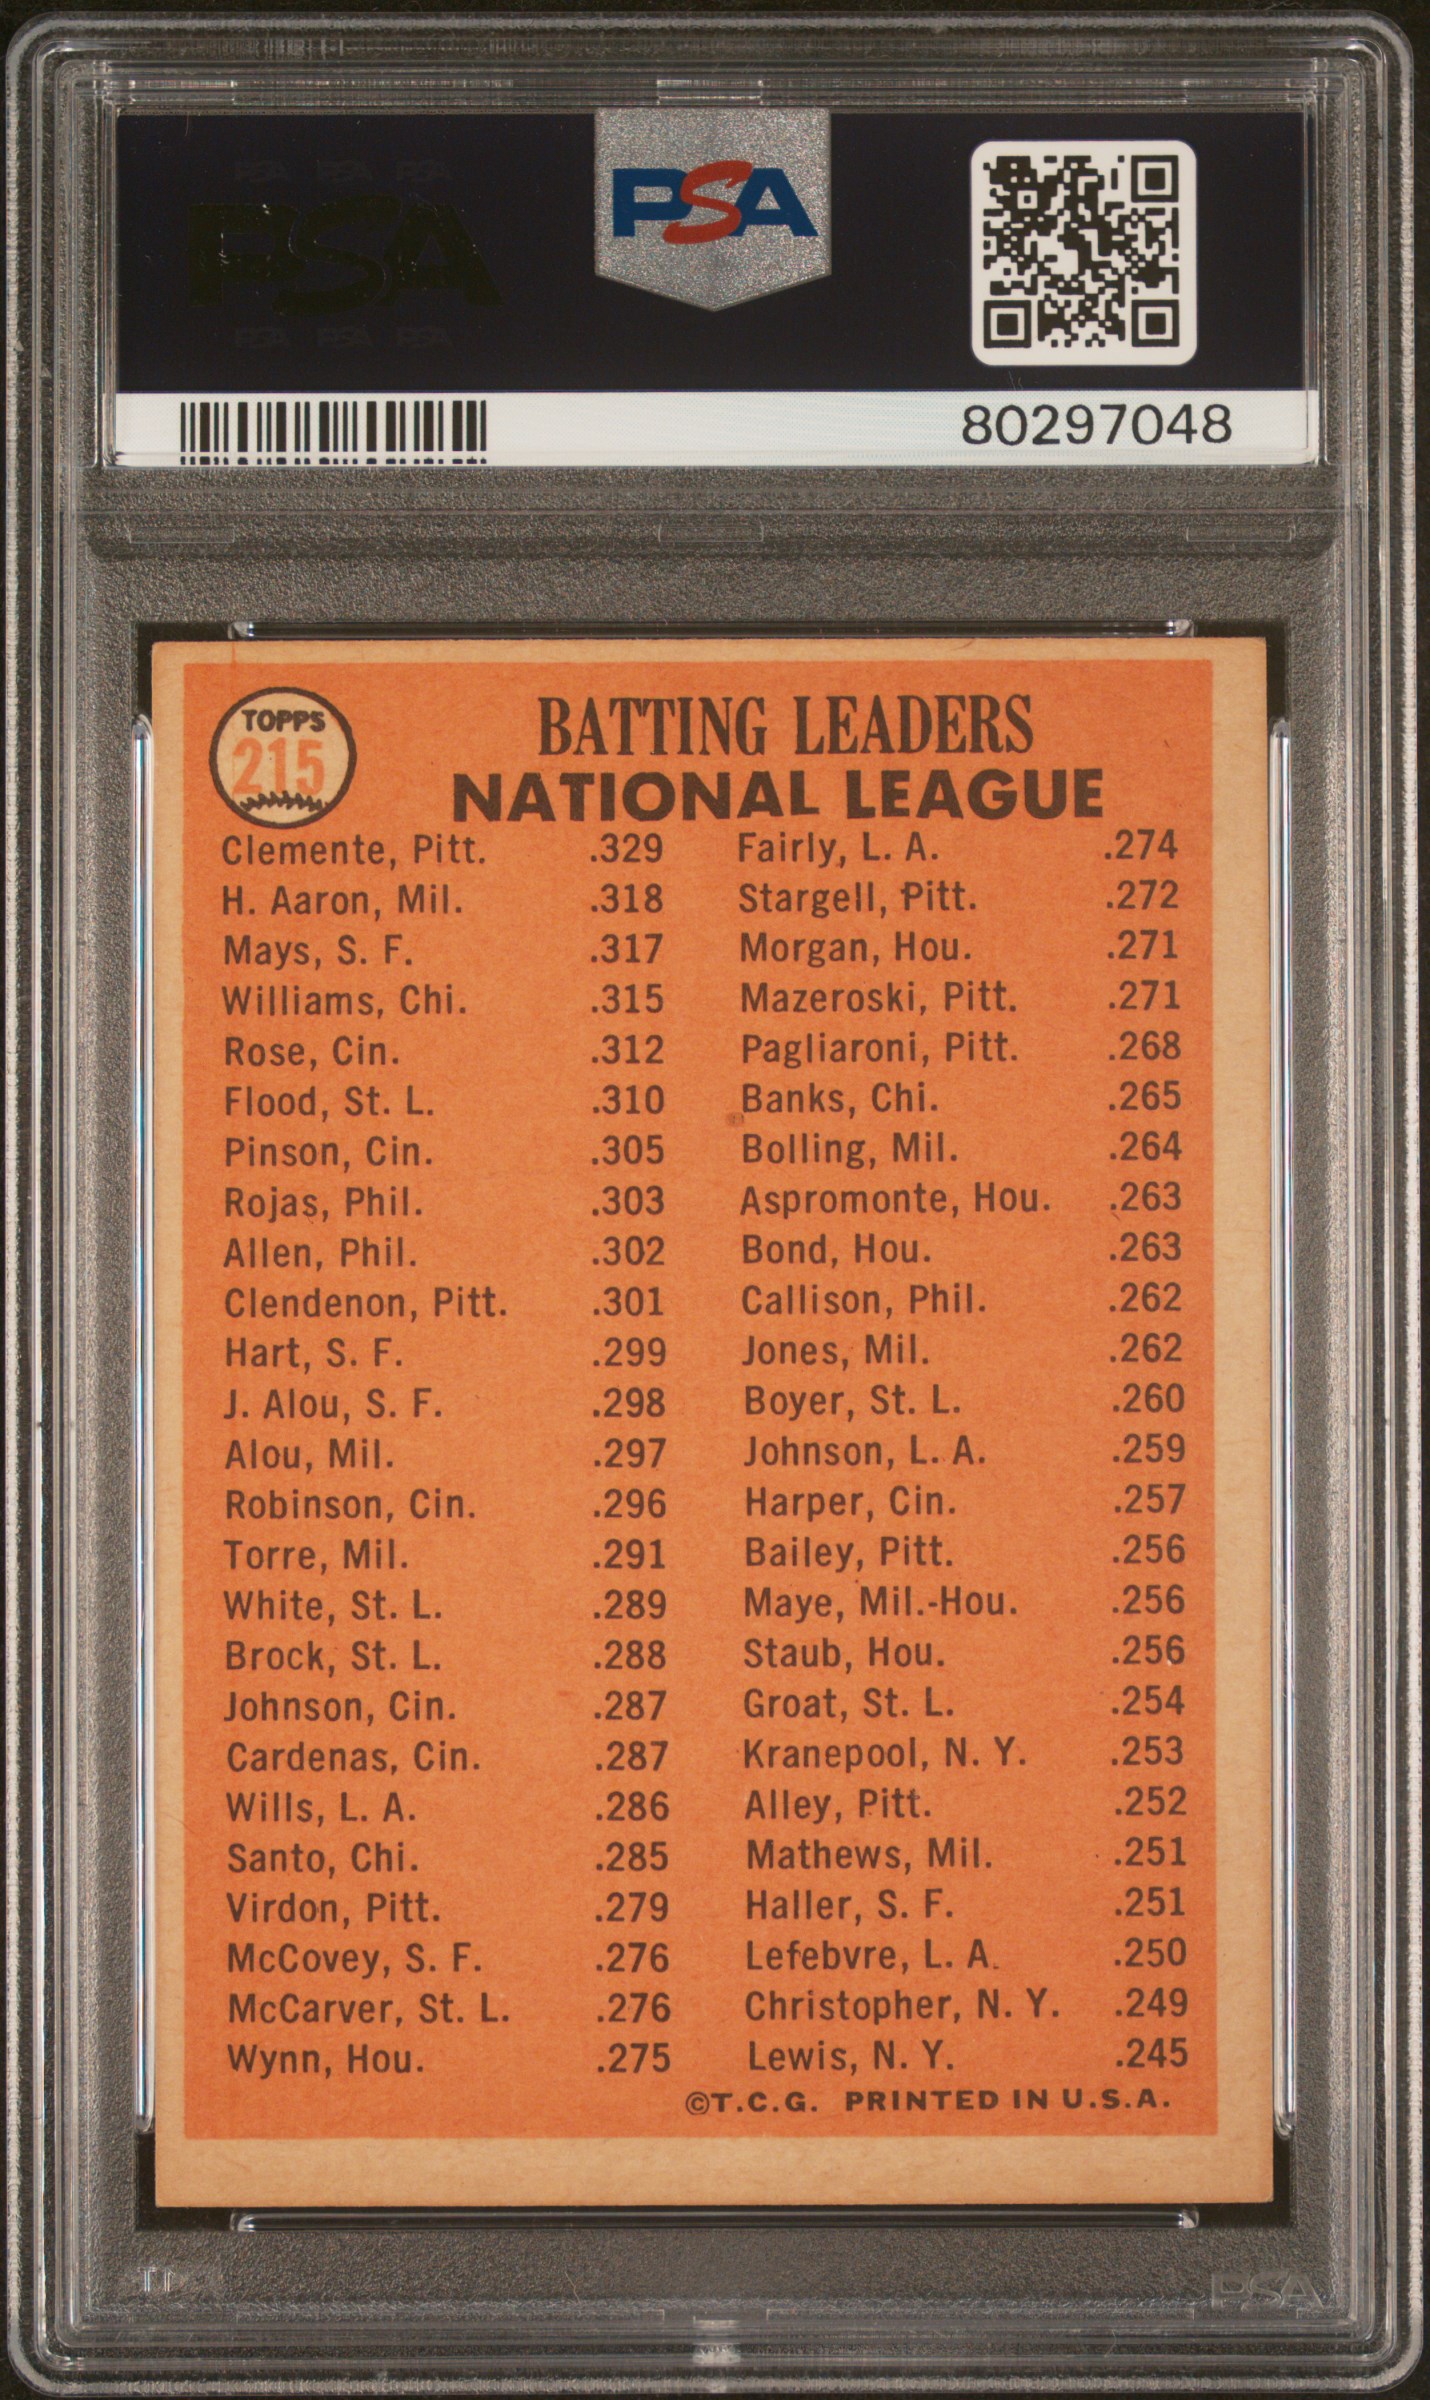 PSA PSA PSA
PSA
PSA PSA PSA
PSA
80297048
TOPPS
215
BATTING LEADERS
NATIONAL LEAGUE
Clemente, Pitt. .329
H. Aaron, Mil. .318
Mays, S. F. .317
Williams, Chi. .315
Rose, Cin. .312
Flood, St. L. .310
Pinson, Cin. .305
Rojas, Phil. .303
Allen, Phil. .302
Clendenon, Pitt. .301
Hart, S. F. .299
J. Alou, S. F. .298
Alou, Mil. .297
Robinson, Cin. .296
Torre, Mil. .291
White, St. L. .289
Brock, St. L. .288
Johnson, Cin. .287
Cardenas, Cin. .287
Wills, L. A. .286
Santo, Chi. .285
Virdon, Pitt. .279
McCovey, S. F. .276
McCarver, St. L. .276
Wynn, Hou. .275
Fairly, L. A. .274
Stargell, Pitt. .272
Morgan, Hou. .271
Mazeroski, Pitt. .271
Pagliaroni, Pitt. .268
Banks, Chi. .265
Bolling, Mil. .264
Aspromonte, Hou. .263
Bond, Hou. .263
Callison, Phil. .262
Jones, Mil. .262
Boyer, St. L. .260
Johnson, L. A. .259
Harper, Cin. .257
Bailey, Pitt. .256
Maye, Mil.-Hou. .256
Staub, Hou. .256
Groat, St. L. .254
Kranepool, N. Y. .253
Alley, Pitt. .252
Mathews, Mil. .251
Haller, S. F. .251
Lefebvre, L. A. .250
Christopher, N. Y. .249
Lewis, N. Y. .245
©T.C.G. PRINTED IN U.S.A.
PSA